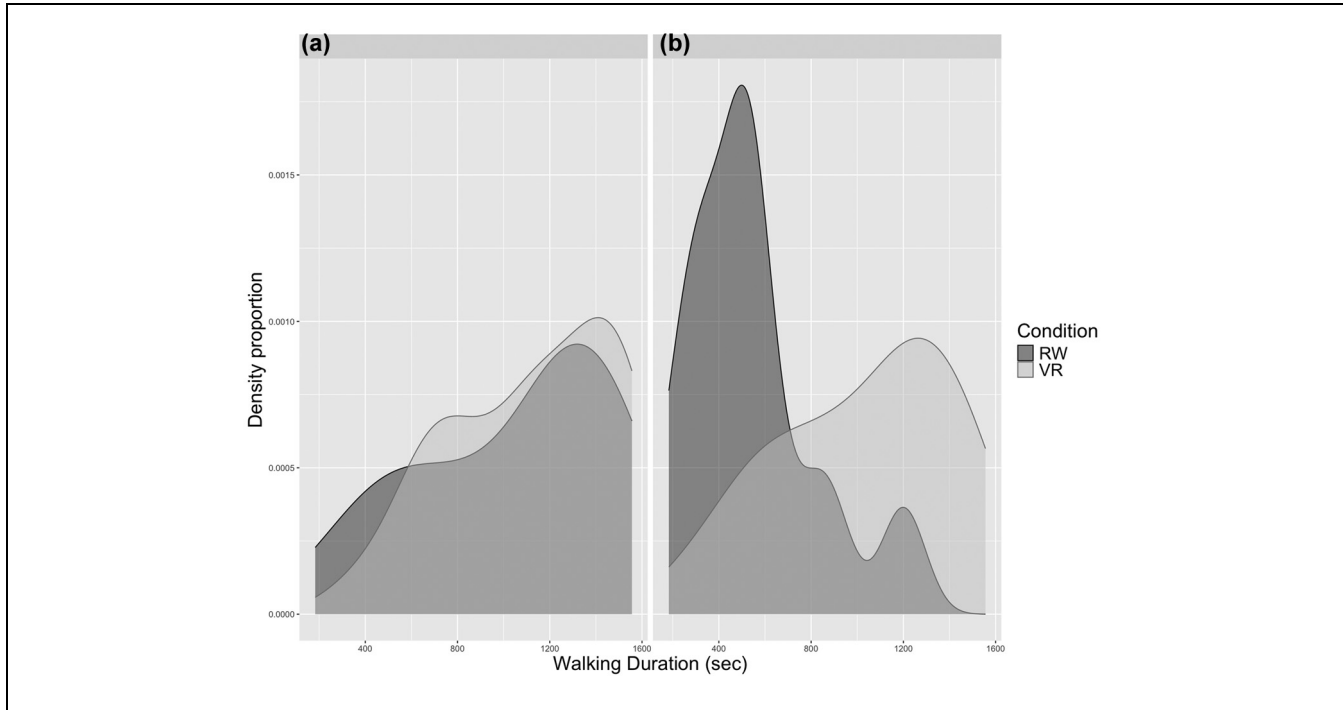 (a) (b)
0.0015
0.0010
0.0005
0.0000
Density proportion
400 800 1200 1600 400 800 1200 1600
Walking Duration (sec)
Condition
RW
VR